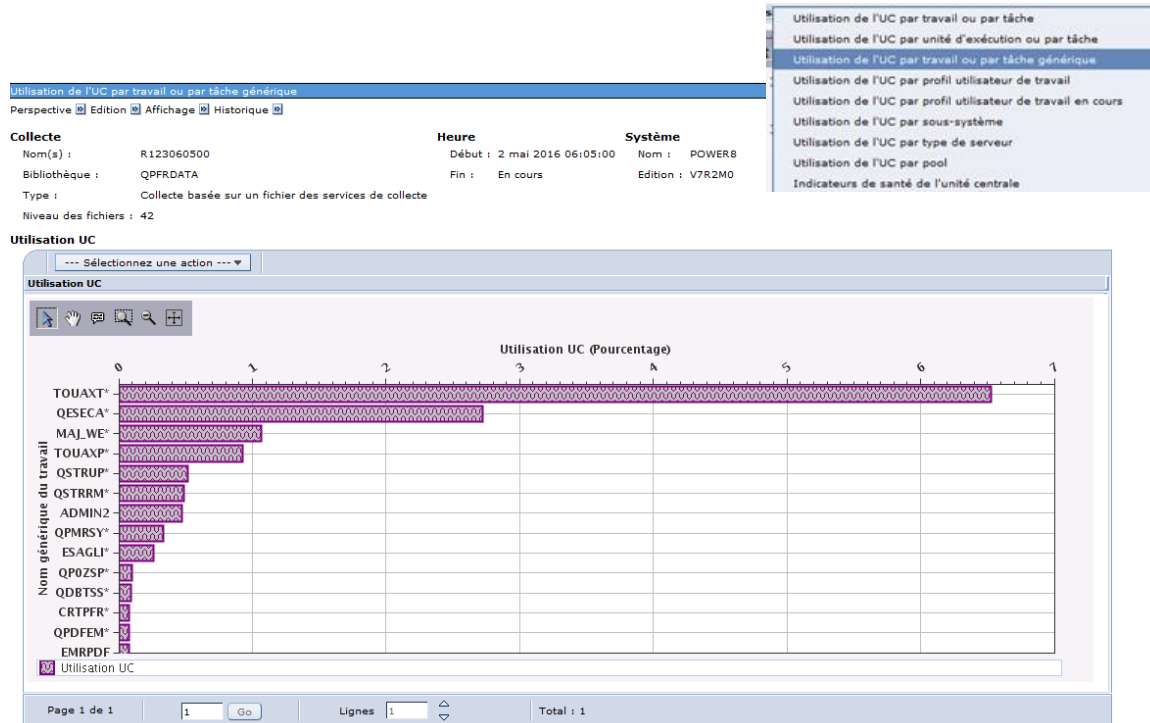 Utilisation de l'UC par travail ou par tâche
Utilisation de l'UC par unité d'exécution ou par tâche
Utilisation de l'UC par travail ou par tâche générique
Utilisation de l'UC par profil utilisateur de travail
Utilisation de l'UC par profil utilisateur de travail en cours
Utilisation de l'UC par sous-système
Utilisation de l'UC par type de serveur
Utilisation de l'UC par pool
Indicateurs de santé de l'unité centrale
Utilisation de l'UC par travail ou par tâche générique
Perspective Edition Affichage Historique
Collecte Heure Système
Nom(s) : R123060500 Début : 2 mai 2016 06:05:00 Nom : POWER8
Bibliothèque : QPFRDATA Fin : En cours Edition : V7R2M0
Type : Collecte basée sur un fichier des services de collecte
Niveau des fichiers : 42
Utilisation UC
--- Sélectionnez une action ---
Utilisation UC
Utilisation UC (Pourcentage)
0 1 2 3 4 5 6 7
Nom générique du travail
TOUAXT*
QESECA*
MAJ_WE*
TOUAXP*
QSTRUP*
QSTRRM*
ADMIN2
QPMRSY*
ESAGLI*
QP0ZSP*
QDBTSS*
CRTPFR*
QPDFEM*
EMRPDF
Utilisation UC
Page 1 de 1 1 Go Lignes 1 Total : 1